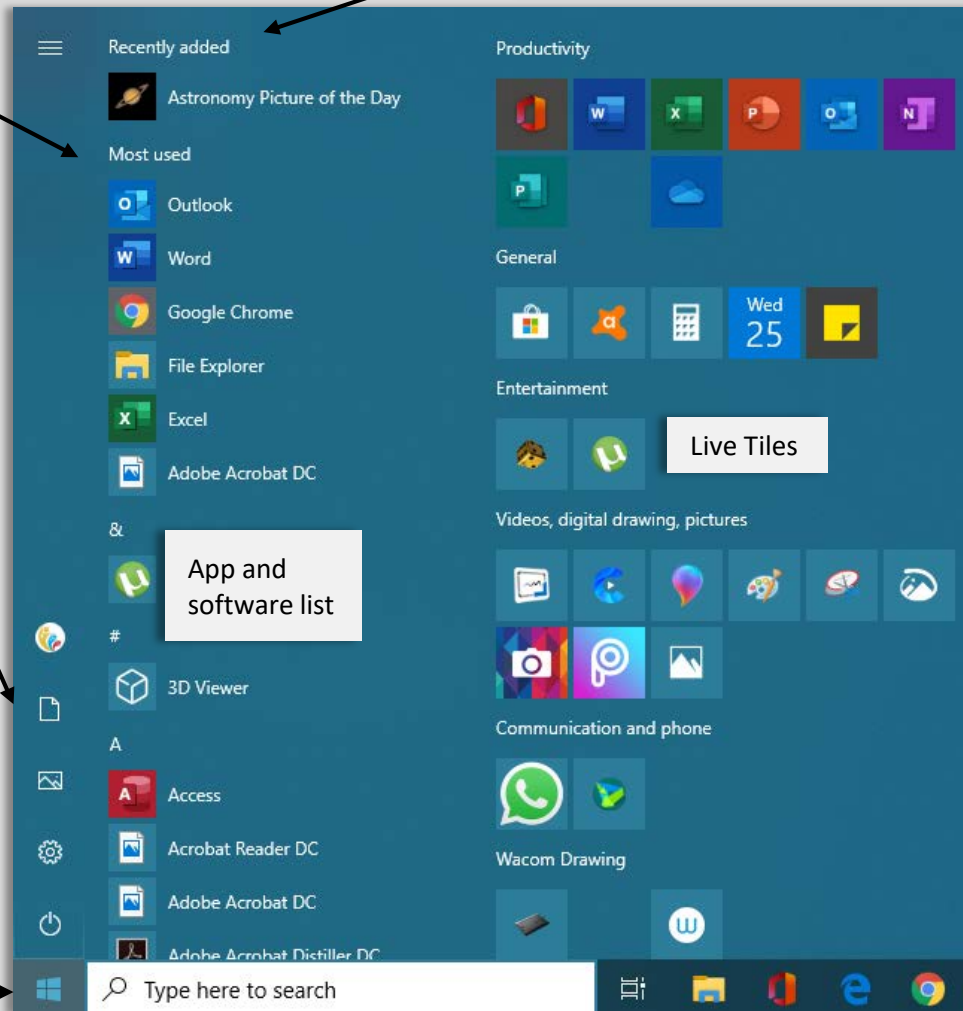 Recently added
Astronomy Picture of the Day
Most used
Outlook
Word
Google Chrome
File Explorer
Excel
Adobe Acrobat DC
&
App and
software list
#
3D Viewer
A
Access
Acrobat Reader DC
Adobe Acrobat DC
Adobe Acrobat Distiller DC
Productivity
General
Wed
25
Entertainment
Live Tiles
Videos, digital drawing, pictures
Communication and phone
Wacom Drawing
Type here to search